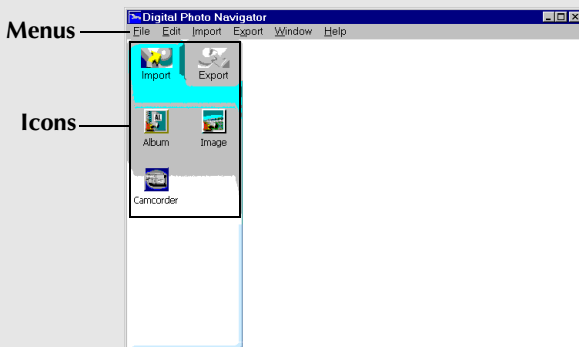 Digital Photo Navigator
Menus
File Edit Import Export Window Help
Import Export
Icons
Album Image
Camcorder